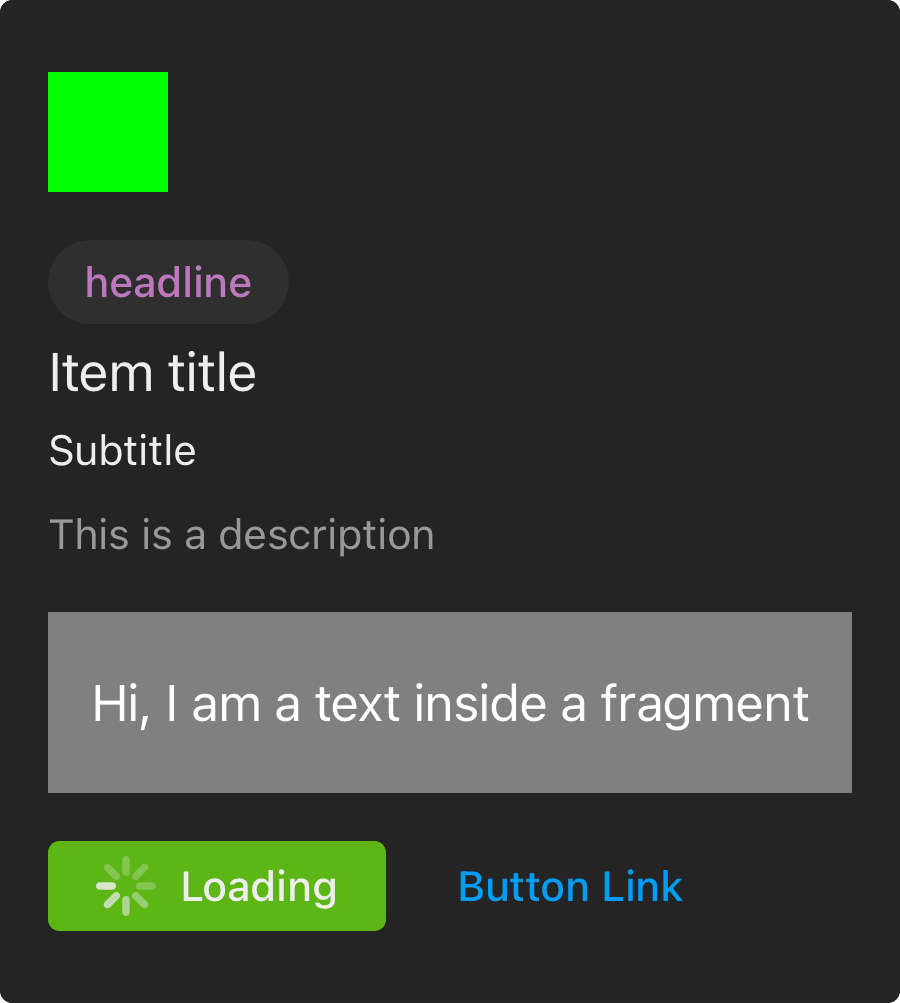 headline
Item title
Subtitle
This is a description
Hi, I am a text inside a fragment
Loading
Button Link